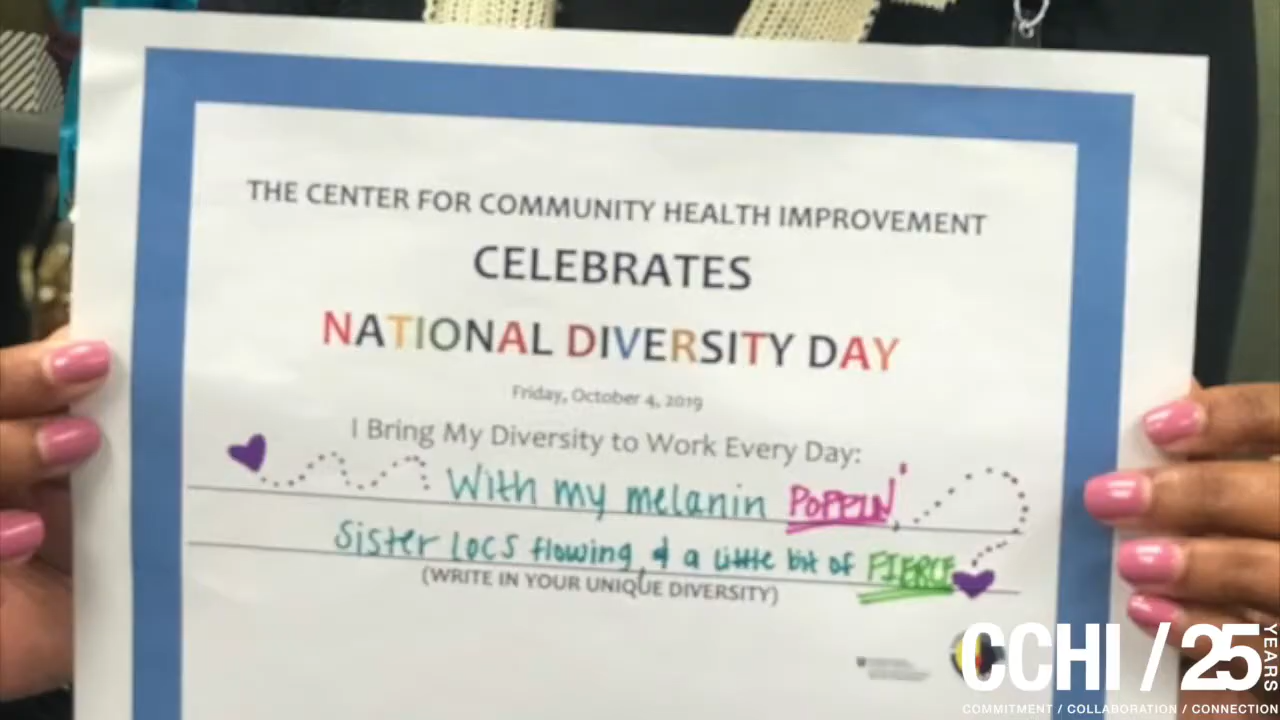 THE CENTER FOR COMMUNITY HEALTH IMPROVEMENT
CELEBRATES
NATIONAL DIVERSITY DAY
Friday, October 4, 2019
I Bring My Diversity to Work Every Day:
With my melanin POPPIN'
Sister locs flowing, & a little bit of FIERCE
(WRITE IN YOUR UNIQUE DIVERSITY)
CCHI / 25 YEARS
COMMITMENT / COLLABORATION / CONNECTION